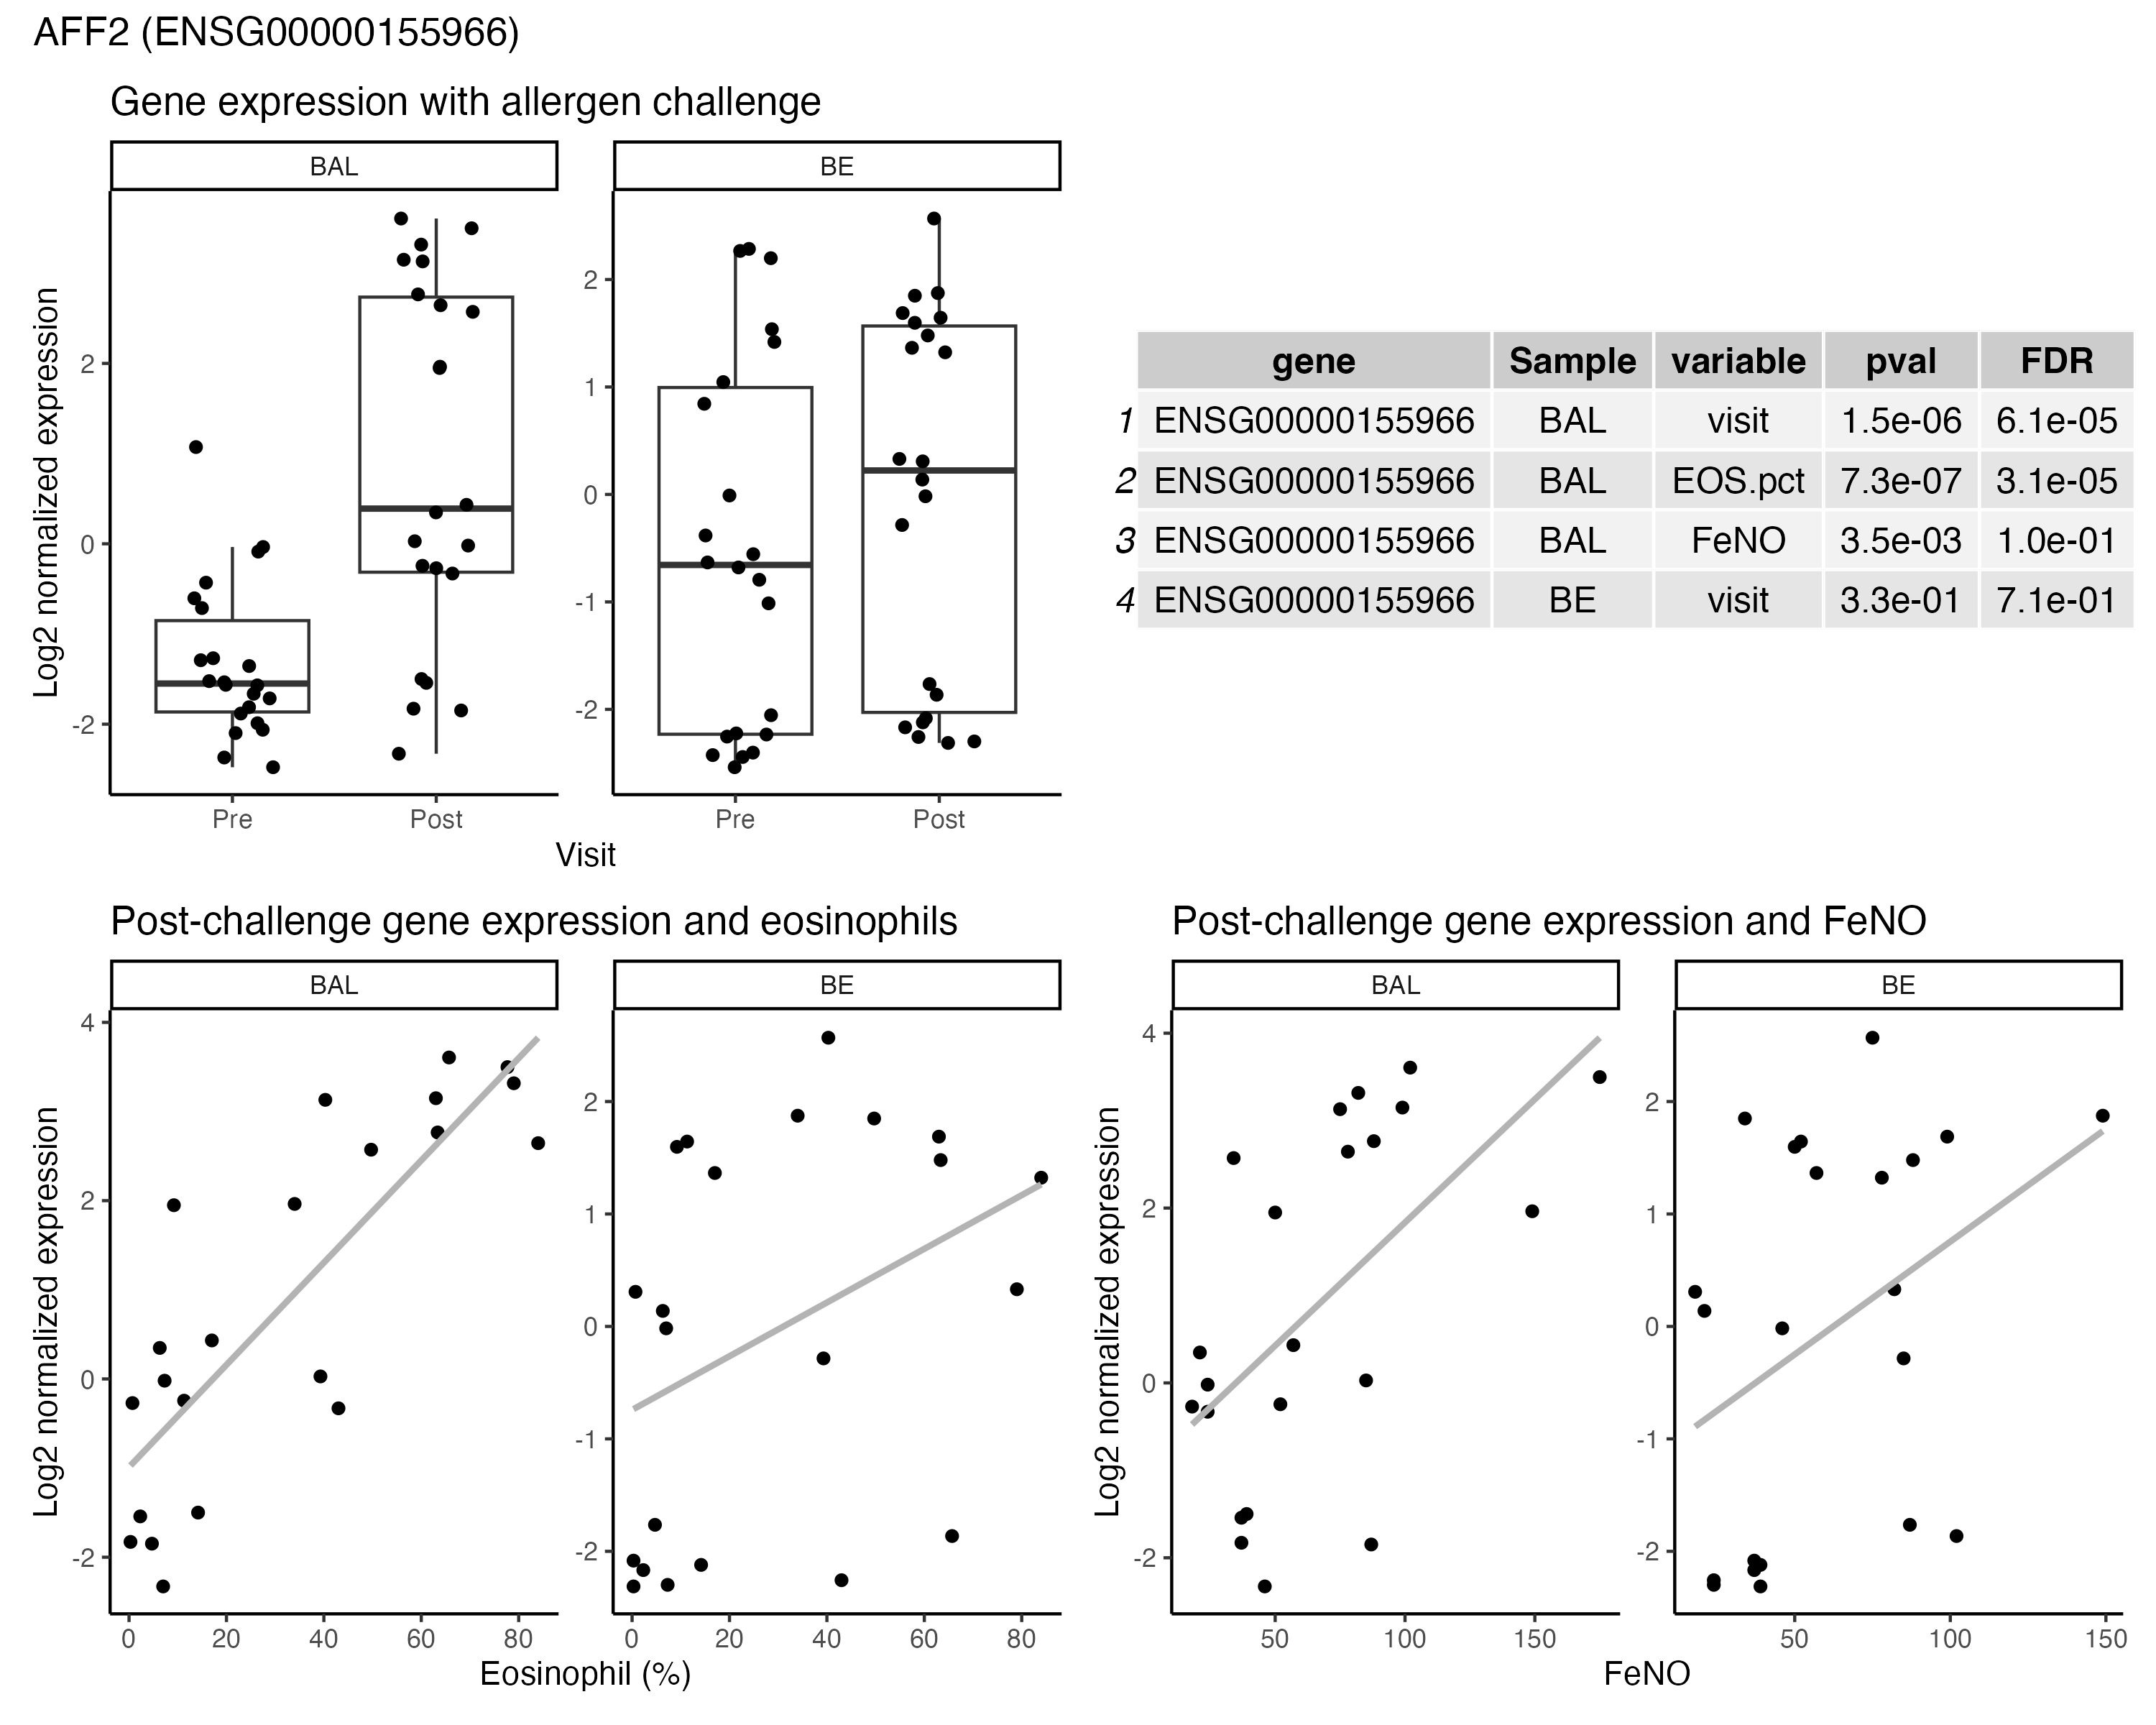 AFF2 (ENSG00000155966)
Gene expression with allergen challenge
BAL
BE
Log2 normalized expression
2
0
-2
2
1
0
-1
-2
Pre
Post
Pre
Post
Visit
gene Sample variable pval FDR
1 ENSG00000155966 BAL visit 1.5e-06 6.1e-05
2 ENSG00000155966 BAL EOS.pct 7.3e-07 3.1e-05
3 ENSG00000155966 BAL FeNO 3.5e-03 1.0e-01
4 ENSG00000155966 BE visit 3.3e-01 7.1e-01
Post-challenge gene expression and eosinophils
BAL
BE
Log2 normalized expression
4
2
0
-2
2
1
0
-1
-2
0 20 40 60 80
0 20 40 60 80
Eosinophil (%)
Post-challenge gene expression and FeNO
BAL
BE
Log2 normalized expression
4
2
0
-2
2
1
0
-1
-2
50 100 150
50 100 150
FeNO